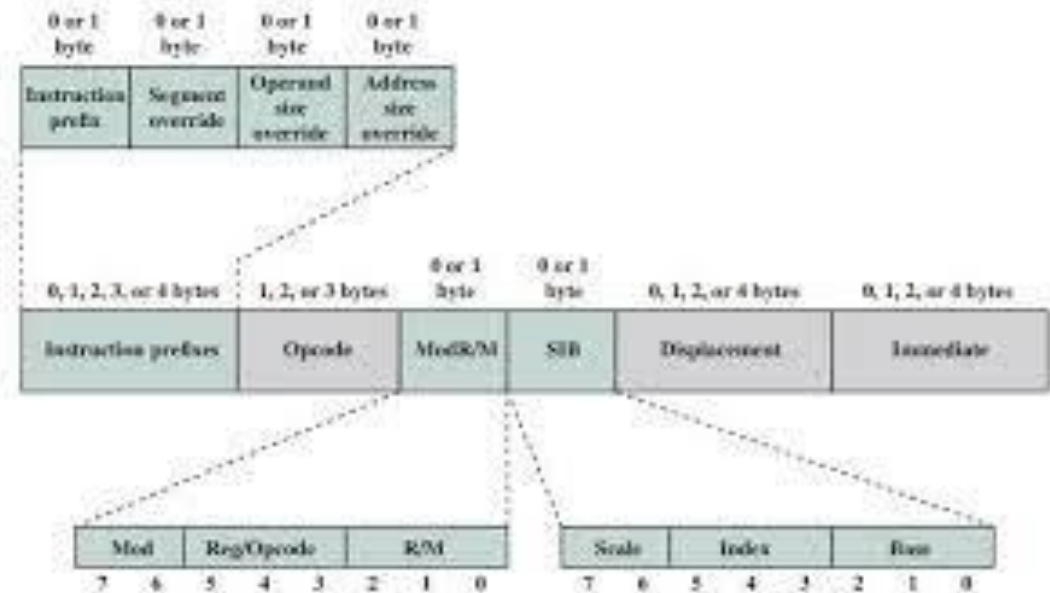 0 or 1 0 or 1 0 or 1 0 or 1
byte byte byte byte
Instruction prefix
Segment override
Operand size override
Address size override
0 or 1 0 or 1
0, 1, 2, 3, or 4 bytes 1, 2, or 3 bytes byte byte 0, 1, 2, or 4 bytes 0, 1, 2, or 4 bytes
Instruction prefixes Opcode ModR/M SIB Displacement Immediate
Mod Reg/Opcode R/M Scale Index Base
7 6 5 4 3 2 1 0 7 6 5 4 3 2 1 0